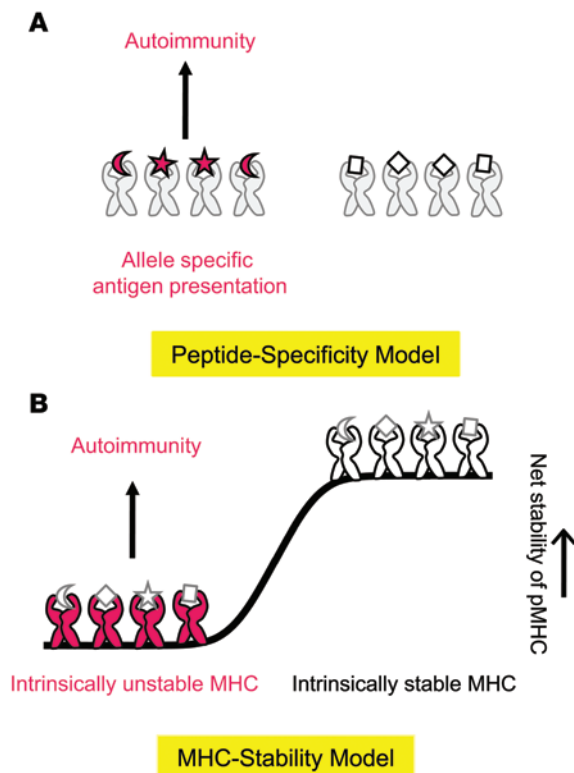 A
Autoimmunity
Allele specific
antigen presentation
Peptide-Specificity Model
B
Autoimmunity
Net stability of pMHC
Intrinsically unstable MHC
Intrinsically stable MHC
MHC-Stability Model